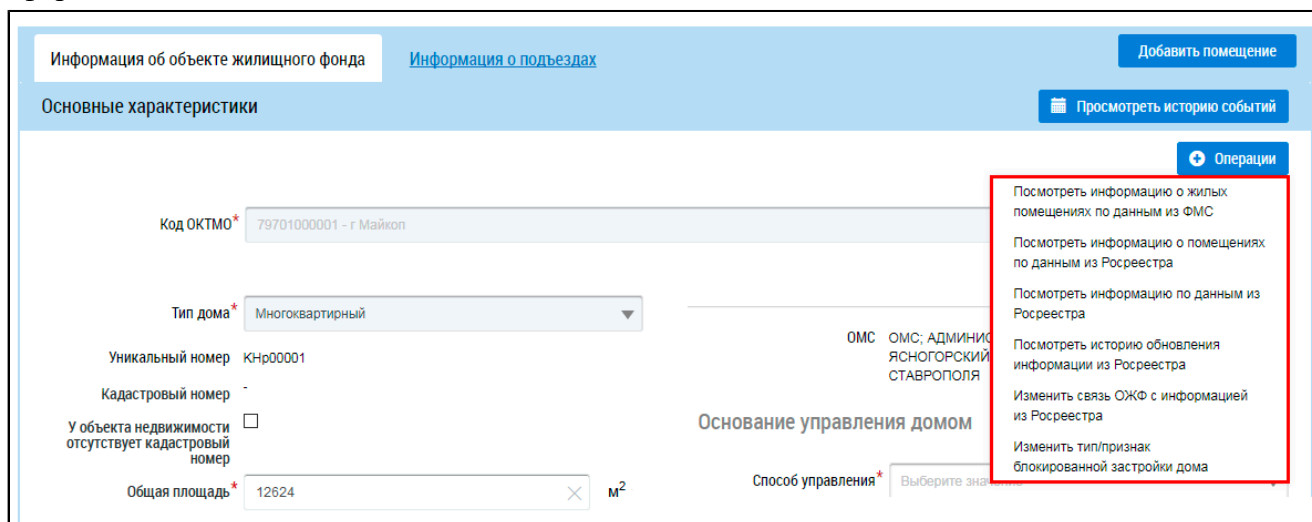 Информация об объекте жилищного фонда
Информация о подъездах
Добавить помещение
Основные характеристики
Просмотреть историю событий
Операции
Посмотреть информацию о жилых
помещениях по данным из ФМС
Посмотреть информацию о помещениях
по данным из Росреестра
Посмотреть информацию по данным из
Росреестра
Посмотреть историю обновления
информации из Росреестра
Изменить связь ОЖФ с информацией
из Росреестра
Изменить тип/признак
блокированной застройки дома
Код ОКТМО*
79701000001 - г Майкоп
Тип дома*
Многоквартирный
Уникальный номер
КНр00001
Кадастровый номер
-
У объекта недвижимости
отсутствует кадастровый
номер
Общая площадь*
12624
м2
ОМС
ОМС;
ЯСНОГОРСКИЙ
СТАВРОПОЛЯ
Основание управления домом
Способ управления*
Выберите